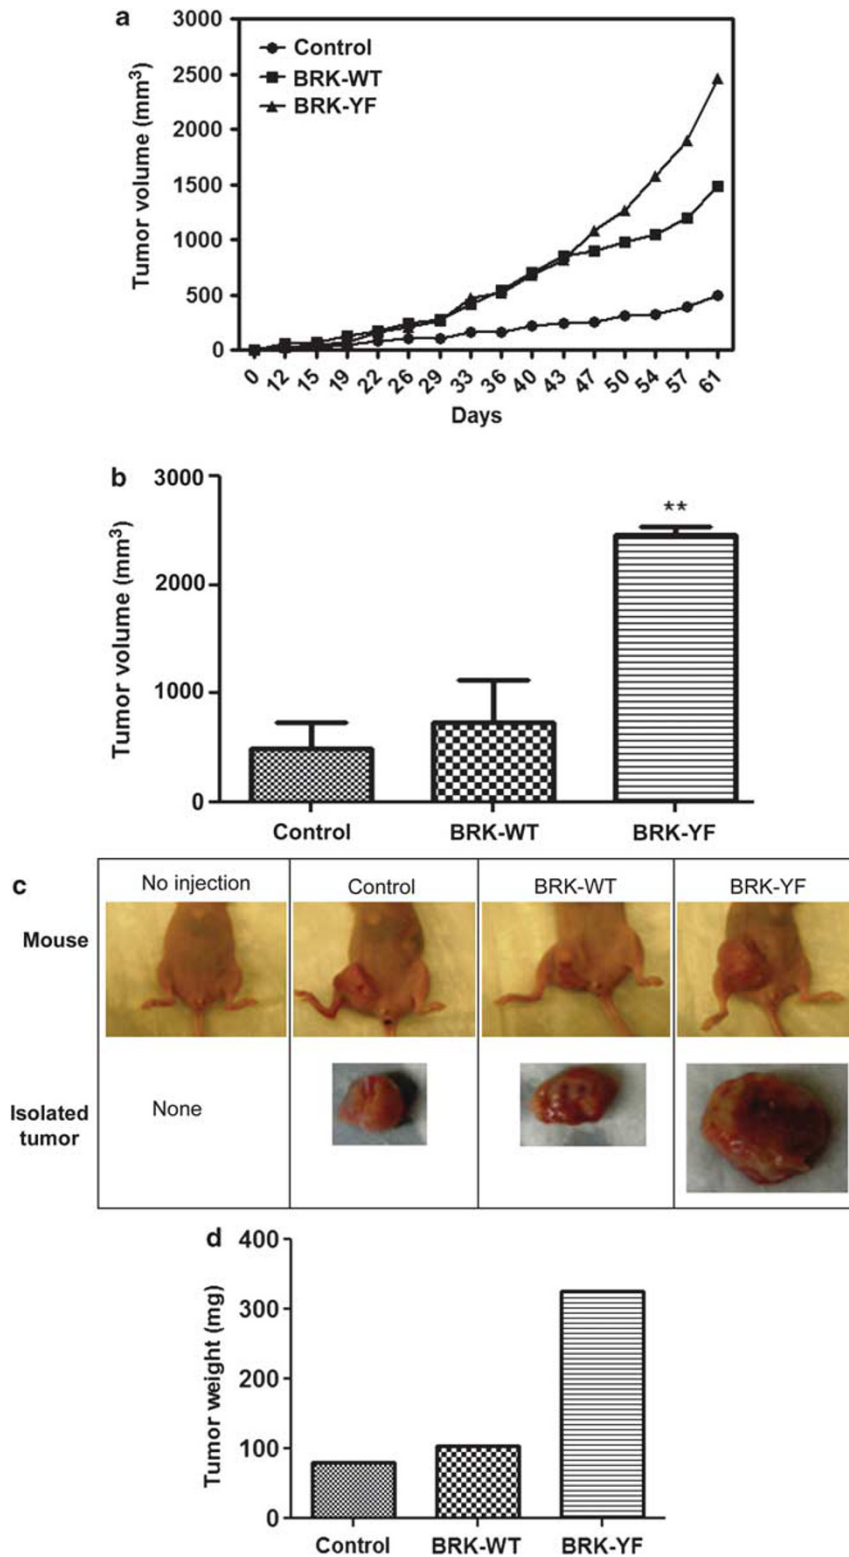 a
3000
2500
2000
1500
1000
500
0
Tumor volume (mm3)
Control
BRK-WT
BRK-YF
0 12 15 19 22 26 29 33 36 40 43 47 50 54 57 61
Days
b
3000
2000
1000
0
Tumor volume (mm3)
**
Control BRK-WT BRK-YF
c
No injection Control BRK-WT BRK-YF
Mouse
Isolated
tumor
None
d
400
300
200
100
0
Tumor weight (mg)
Control BRK-WT BRK-YF